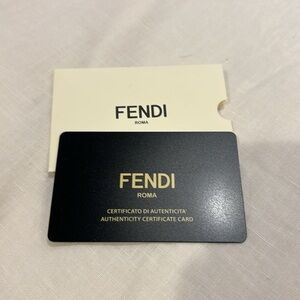 FENDI
ROMA
FENDI
ROMA
CERTIFICATO DI AUTENTICITA'
AUTHENTICITY CERTIFICATE CARD